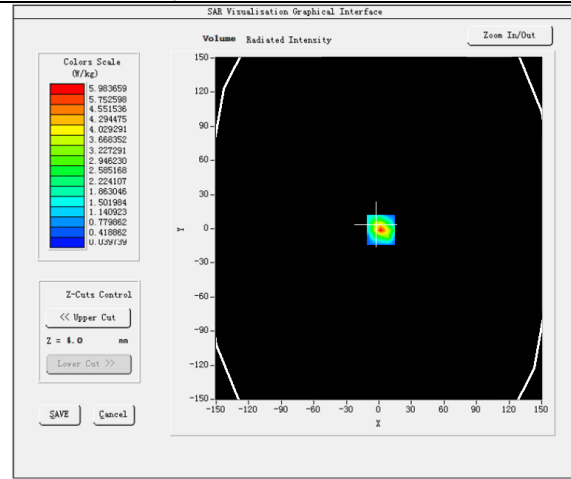 SAR Visualisation Graphical Interface
Volume Radiated Intensity
Zoom In/Out
Colors Scale
(W/kg)
5.983659
5.752598
4.551536
4.294475
4.029291
3.668352
3.227291
2.946230
2.585168
2.224107
1.863046
1.501984
1.140923
0.779862
0.418862
0.039739
Z-Cuts Control
<< Upper Cut
Z = 4.0 mm
Lower Cut >>
SAVE
Cancel
150
120
90
60
30
0
-30
-60
-90
-120
-150
Y
-150 -120 -90 -60 -30 0 30 60 90 120 150
X